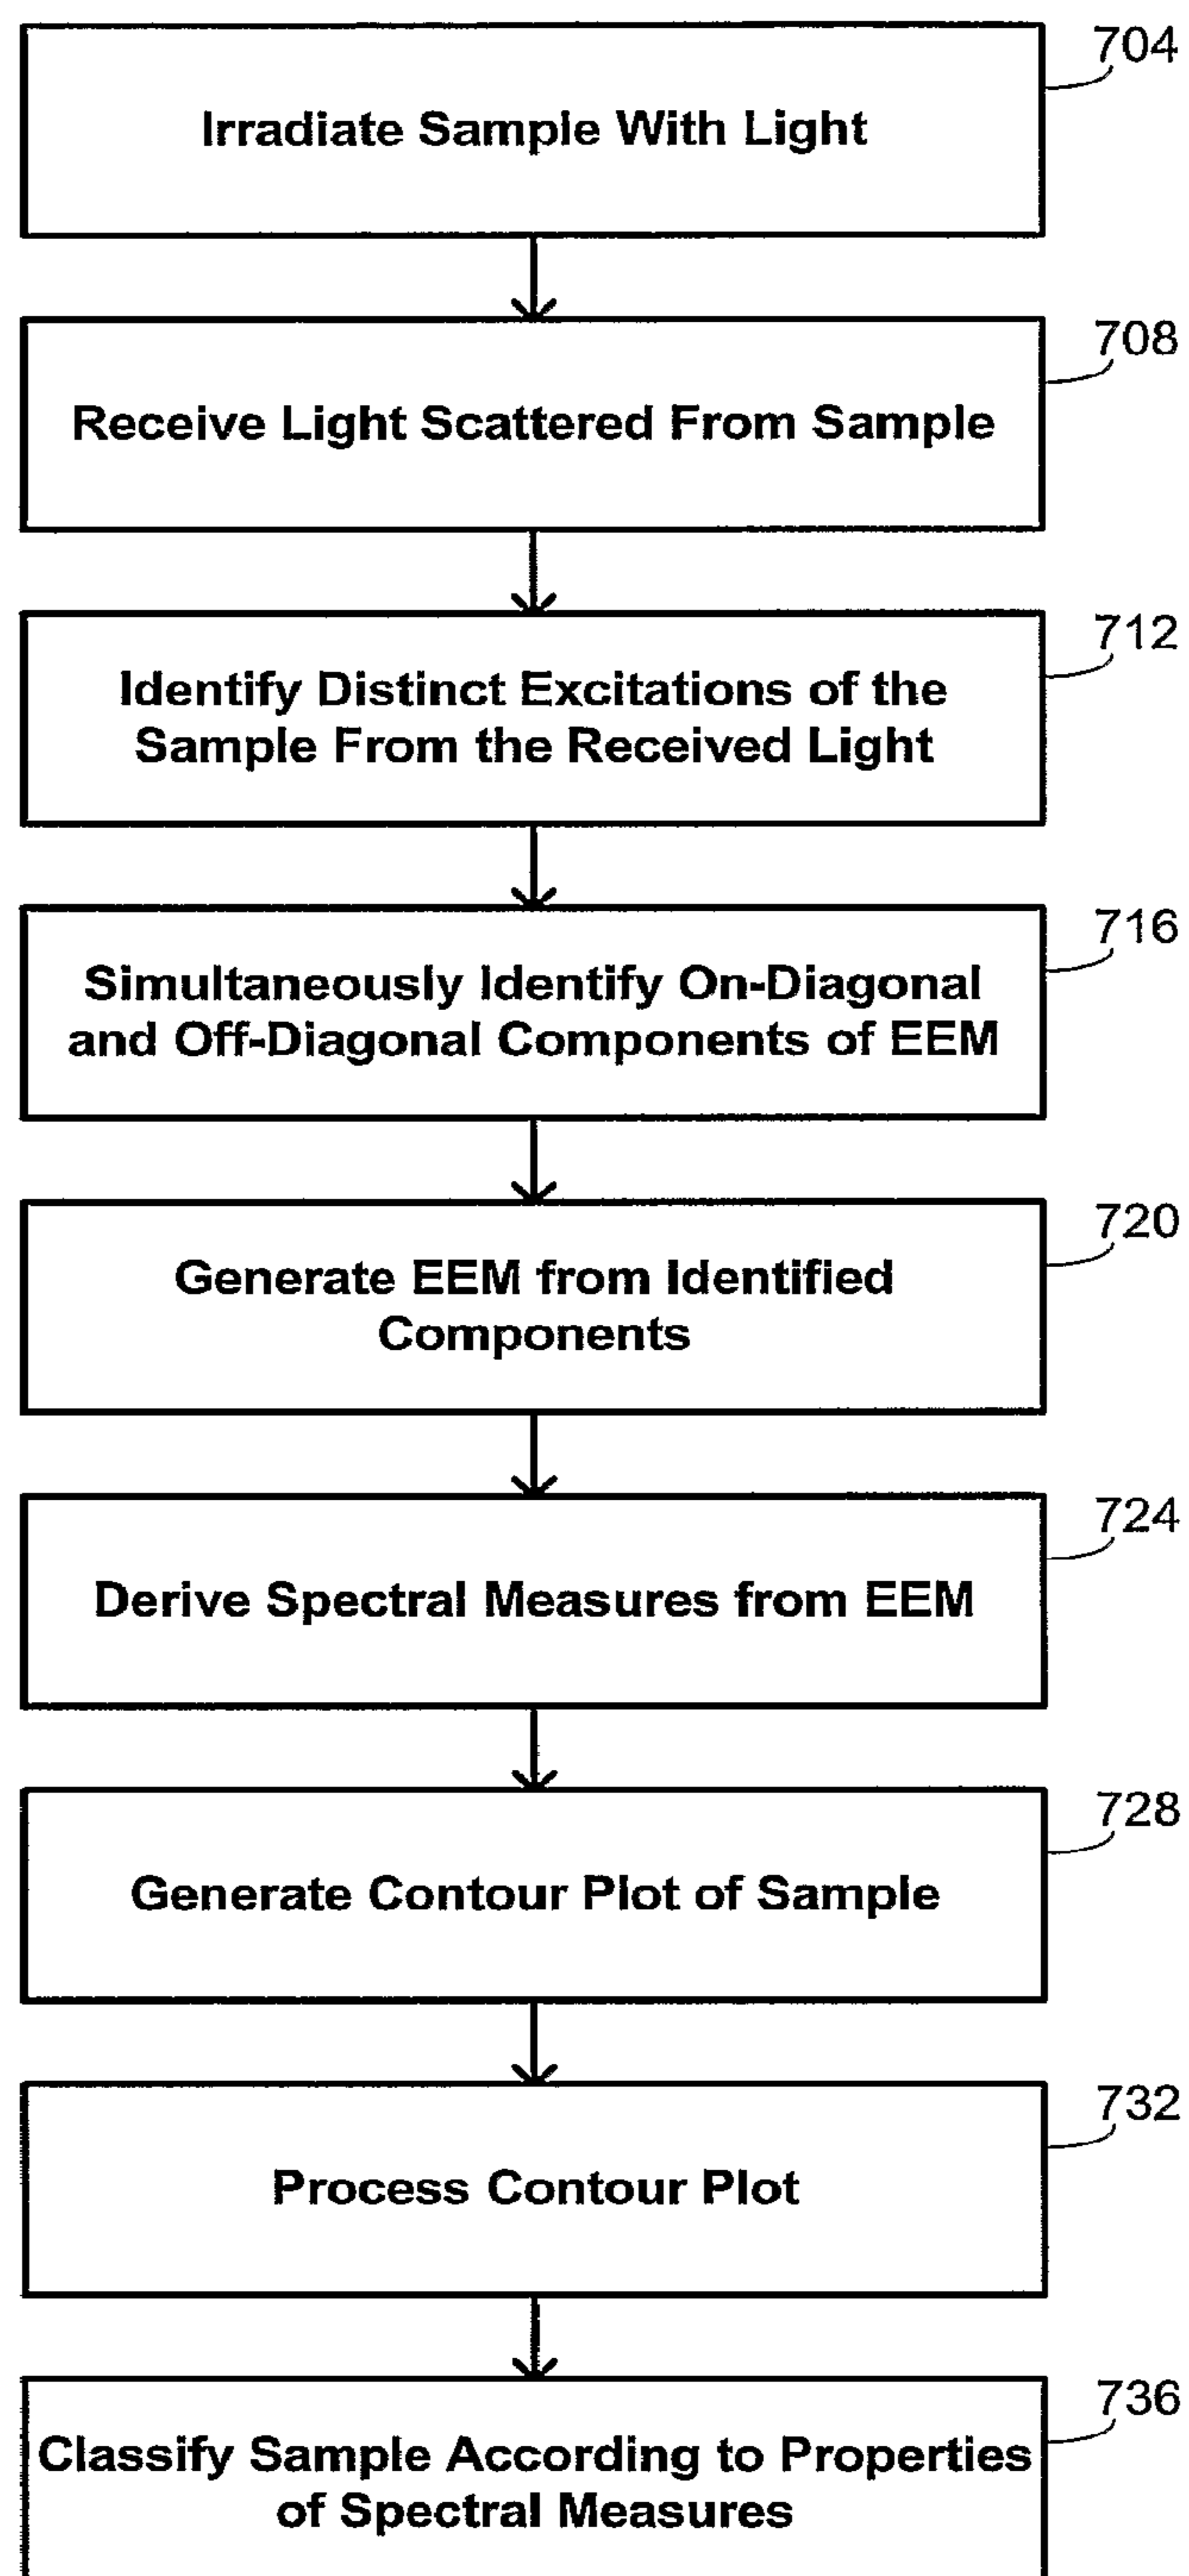 704
Irradiate Sample With Light
708
Receive Light Scattered From Sample
712
Identify Distinct Excitations of the
Sample From the Received Light
716
Simultaneously Identify On-Diagonal
and Off-Diagonal Components of EEM
720
Generate EEM from Identified
Components
724
Derive Spectral Measures from EEM
728
Generate Contour Plot of Sample
732
Process Contour Plot
736
Classify Sample According to Properties
of Spectral Measures